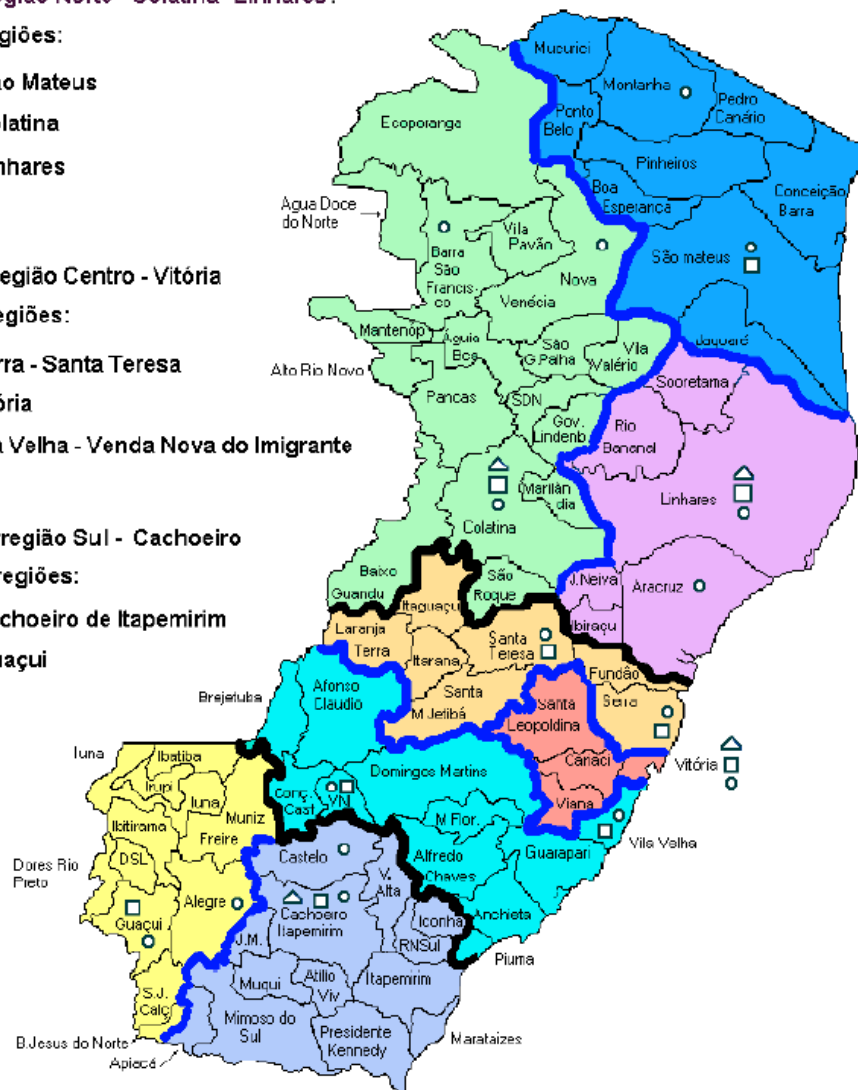 egião Norte - Colatina - Linhares :
giões:
ão Mateus
olatina
nhares
egião Centro - Vitória
egiões:
rra - Santa Teresa
ória
a Velha - Venda Nova do Imigrante
rregião Sul - Cachoeiro
regiões:
choeiro de Itapemirim
uaçui
Mucurici
Montanha
Pedro
Canário
Ponto
Belo
Ecoporanga
Pinheiros
Boa
Esperança
Conceição
Barra
Agua Doce
do Norte
Vila
Pavão
Barra
São
Francis-
co
Nova
Venécia
São mateus
Jaguaré
Mantenop
Aguia
Bca
São
G.Palha
Vila
Valério
Alto Rio Novo
Sooretama
Pancas
SDN
Gov.
Lindenb.
Rio
Bananal
Marilân
dia
Linhares
Colatina
Baixo
Guandu
São
Roque
J.Neiva
Aracruz
Itaguaçu
Ibiraçu
Laranja
Terra
Itarana
Santa
Teresa
Fundão
Serra
Afonso
Claudio
Brejetuba
Santa
M Jetibá
Santa
Leopoldina
Cariaci
Vitória
Iuna
Ibatiba
Irupi
Iuna
Muniz
Freire
Domingos Martins
Conç.
Cast
VNI
Viana
Ibitirama
DSL
M Flor.
Vila Velha
Guarapari
Dores Rio
Preto
Castelo
Alfredo
Chaves
V.
Alta
Alegre
Guaçui
Cachoeiro
Itapemirim
Iconha
Anchieta
RNSul
J.M.
Piuma
Muqui
Atilio
Viv
Itapemirim
S.J.
Calç
Mimoso do
Sul
Presidente
Kennedy
Marataizes
B.Jesus do Norte
Apiacá